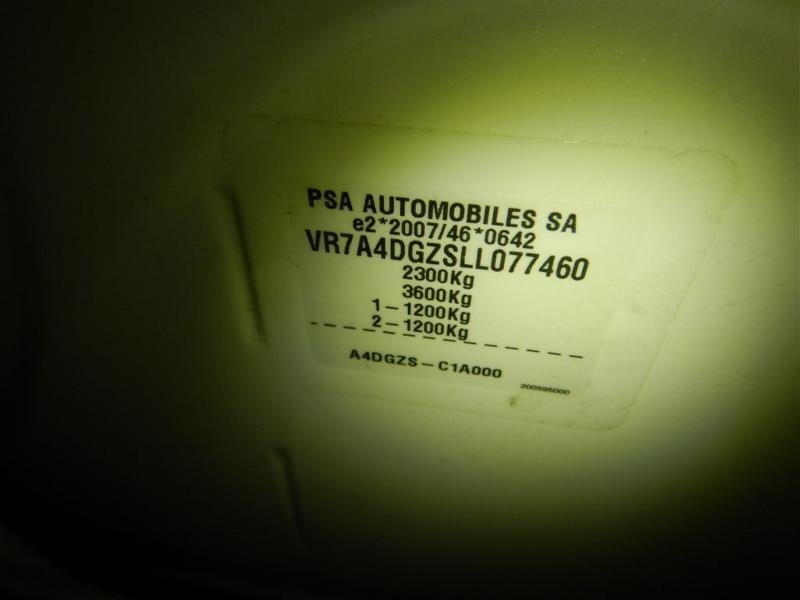 PSA AUTOMOBILES SA
e2*2007/46*0642
VR7A4DGZSLL077460
2300Kg
3600Kg
1-1200Kg
2-1200Kg
A4DGZS-C1A000
200595000